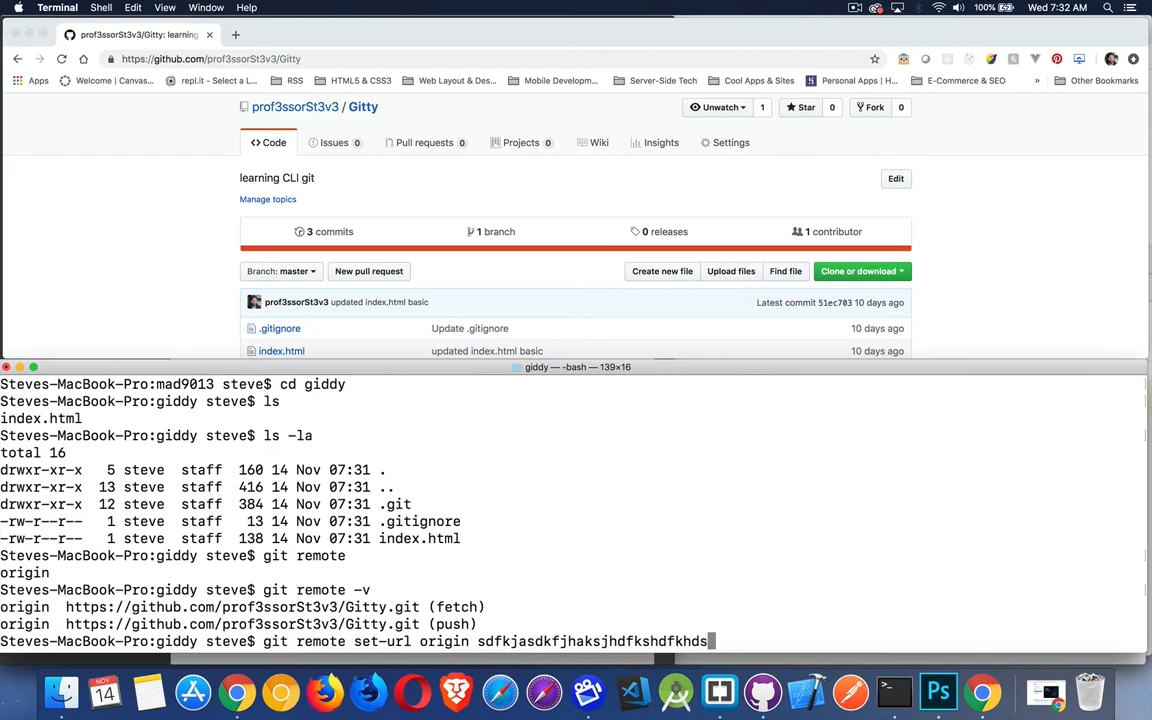 Terminal Shell Edit View Window Help 100% Wed 7:32 AM
prof3ssorSt3v3/Gitty: learning
https://github.com/prof3ssorSt3v3/Gitty
Apps Welcome | Canvas... repl.it - Select a L... RSS HTML5 & CSS3 Web Layout & Des... Mobile Developm... Server-Side Tech Cool Apps & Sites Personal Apps | H... E-Commerce & SEO » Other Bookmarks
prof3ssorSt3v3 / Gitty Unwatch 1 Star 0 Fork 0
<> Code Issues 0 Pull requests 0 Projects 0 Wiki Insights Settings
learning CLI git Edit
Manage topics
3 commits 1 branch 0 releases 1 contributor
Branch: master New pull request Create new file Upload files Find file Clone or download
prof3ssorSt3v3 updated index.html basic Latest commit 51ec703 10 days ago
.gitignore Update .gitignore 10 days ago
index.html updated index.html basic 10 days ago
giddy — -bash — 139×16
Steves-MacBook-Pro:mad9013 steve$ cd giddy
Steves-MacBook-Pro:giddy steve$ ls
index.html
Steves-MacBook-Pro:giddy steve$ ls -la
total 16
drwxr-xr-x 5 steve staff 160 14 Nov 07:31 .
drwxr-xr-x 13 steve staff 416 14 Nov 07:31 ..
drwxr-xr-x 12 steve staff 384 14 Nov 07:31 .git
-rw-r--r-- 1 steve staff 13 14 Nov 07:31 .gitignore
-rw-r--r-- 1 steve staff 138 14 Nov 07:31 index.html
Steves-MacBook-Pro:giddy steve$ git remote
origin
Steves-MacBook-Pro:giddy steve$ git remote -v
origin https://github.com/prof3ssorSt3v3/Gitty.git (fetch)
origin https://github.com/prof3ssorSt3v3/Gitty.git (push)
Steves-MacBook-Pro:giddy steve$ git remote set-url origin sdfkjasdkfjhaksjhdfkshdfkhds
NOV
14
Ps